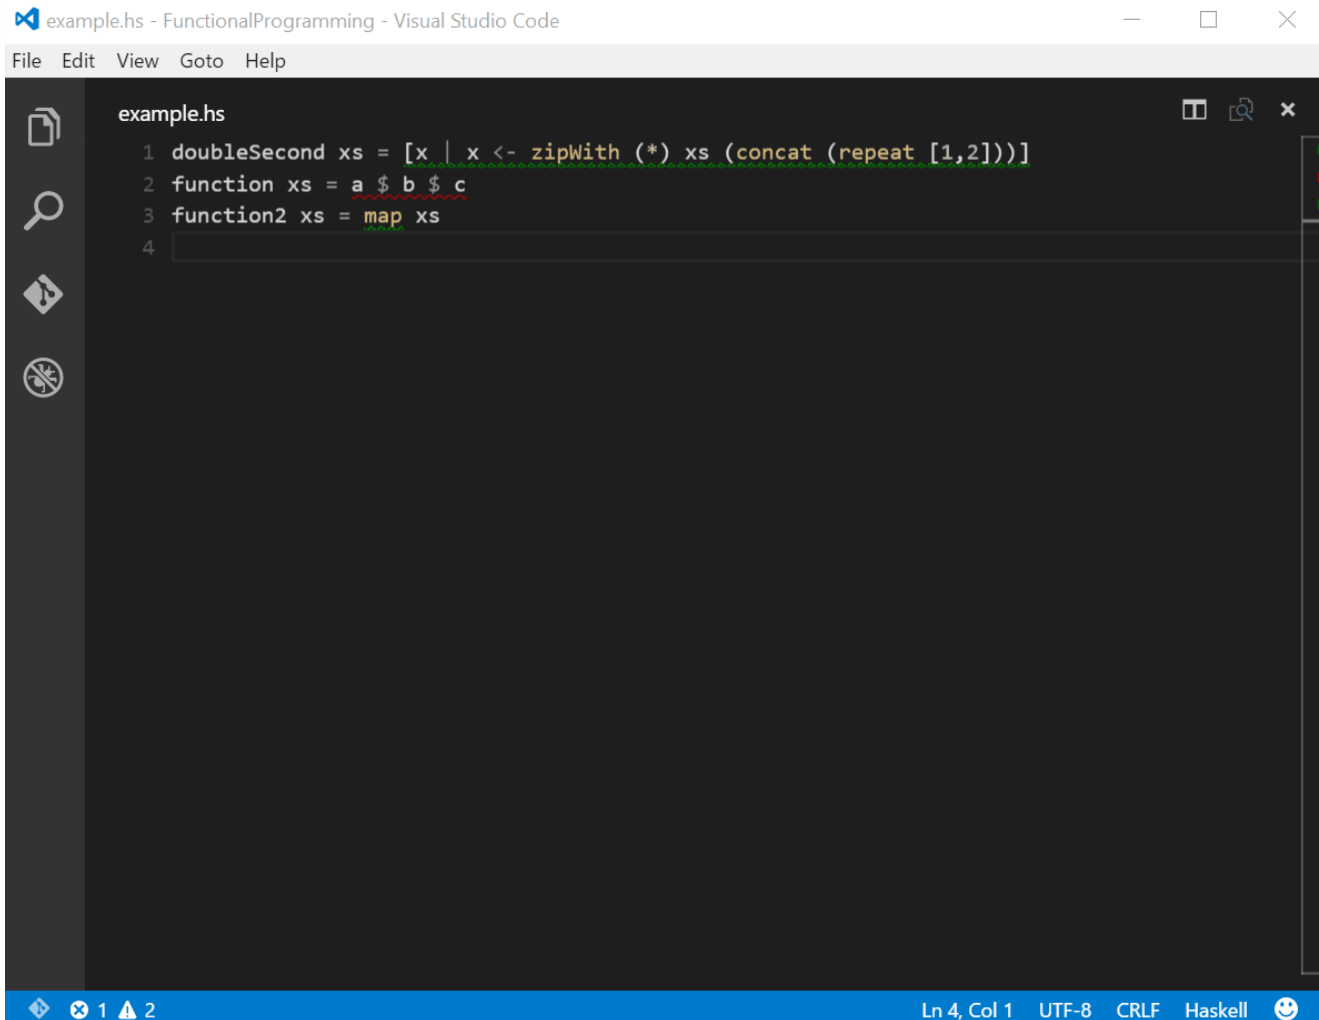 example.hs - FunctionalProgramming - Visual Studio Code
File Edit View Goto Help
example.hs
1 doubleSecond xs = [x | x <- zipWith (*) xs (concat (repeat [1,2]))]
2 function xs = a $ b $ c
3 function2 xs = map xs
4
1 2 Ln 4, Col 1 UTF-8 CRLF Haskell